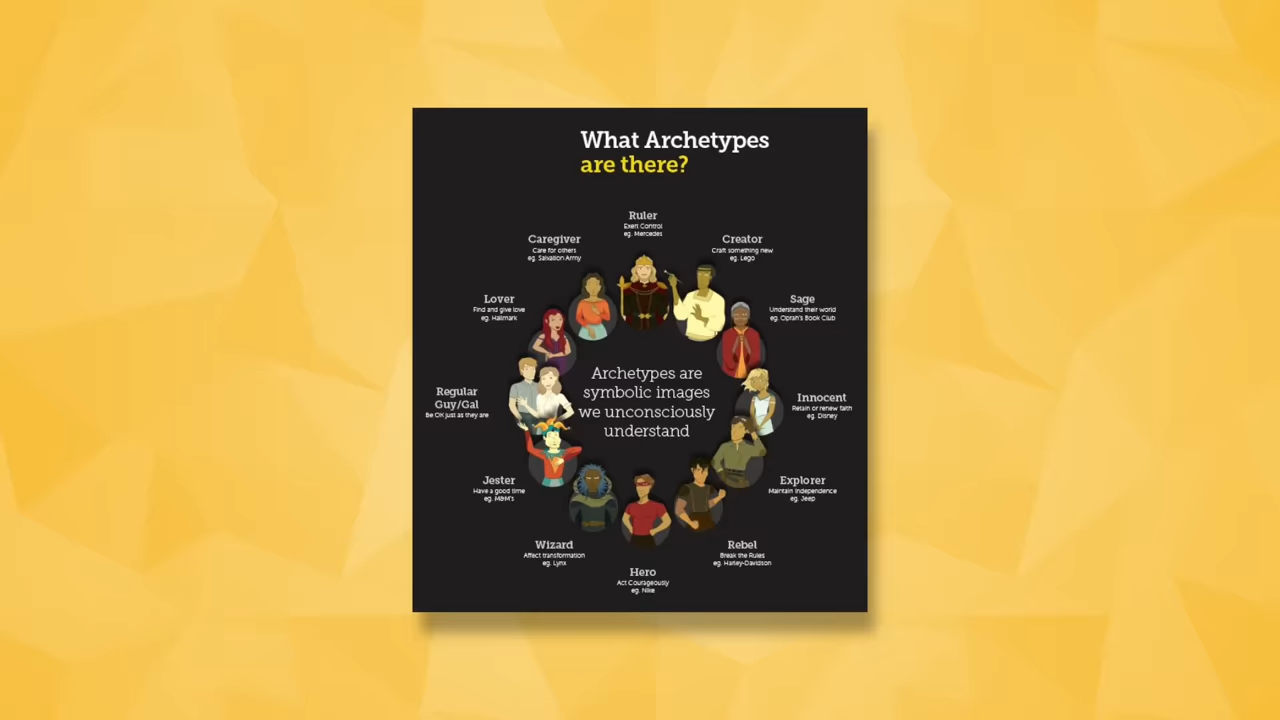 What Archetypes
are there?
Ruler
Exert Control
eg. Mercedes
Caregiver
Care for others
eg. Salvation Army
Creator
Craft something new
eg. Lego
Lover
Find and give love
eg. Hallmark
Sage
Understand their world
eg. Oprah's Book Club
Archetypes are
symbolic images
we unconsciously
understand
Regular
Guy/Gal
Be OK just as they are
Innocent
Retain or renew faith
eg. Disney
Jester
Have a good time
eg. M&M's
Explorer
Maintain Independence
eg. Jeep
Wizard
Affect transformation
eg. Lynx
Rebel
Break the Rules
eg. Harley-Davidson
Hero
Act Courageously
eg. Nike